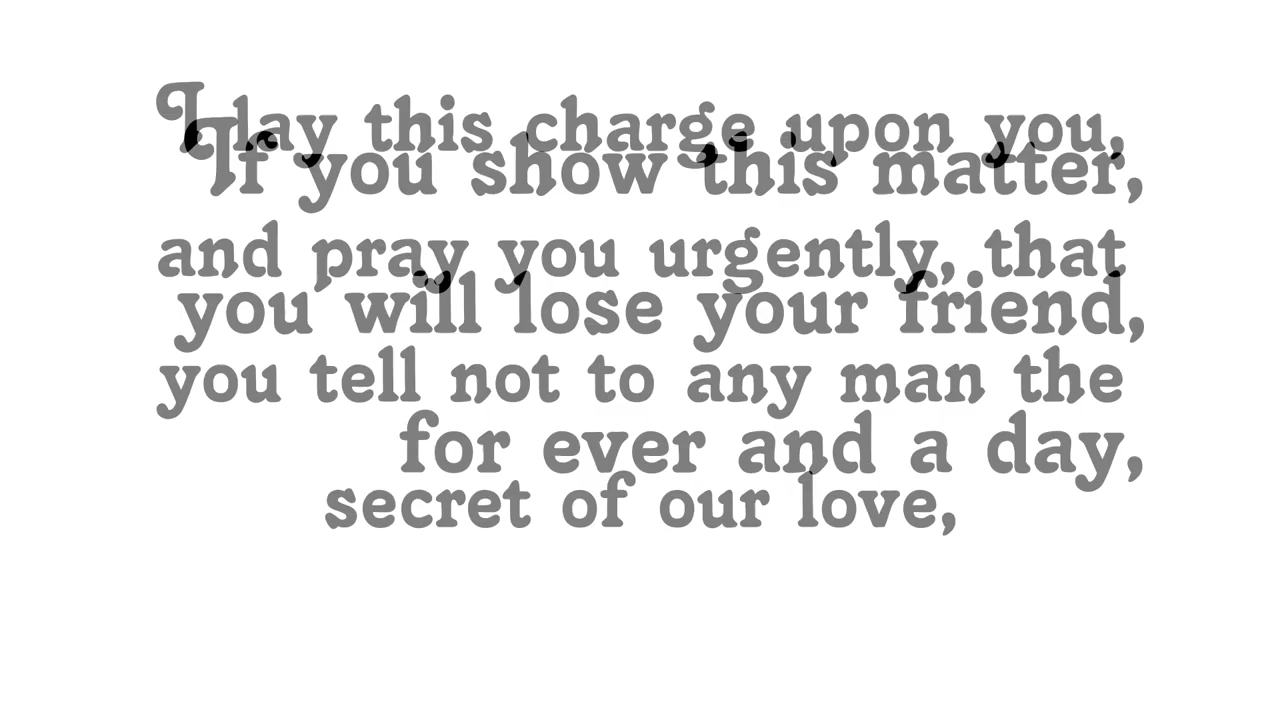 I lay this charge upon you,
and pray you urgently, that
you tell not to any man the
secret of our love,
If you show this matter,
you will lose your friend,
for ever and a day,